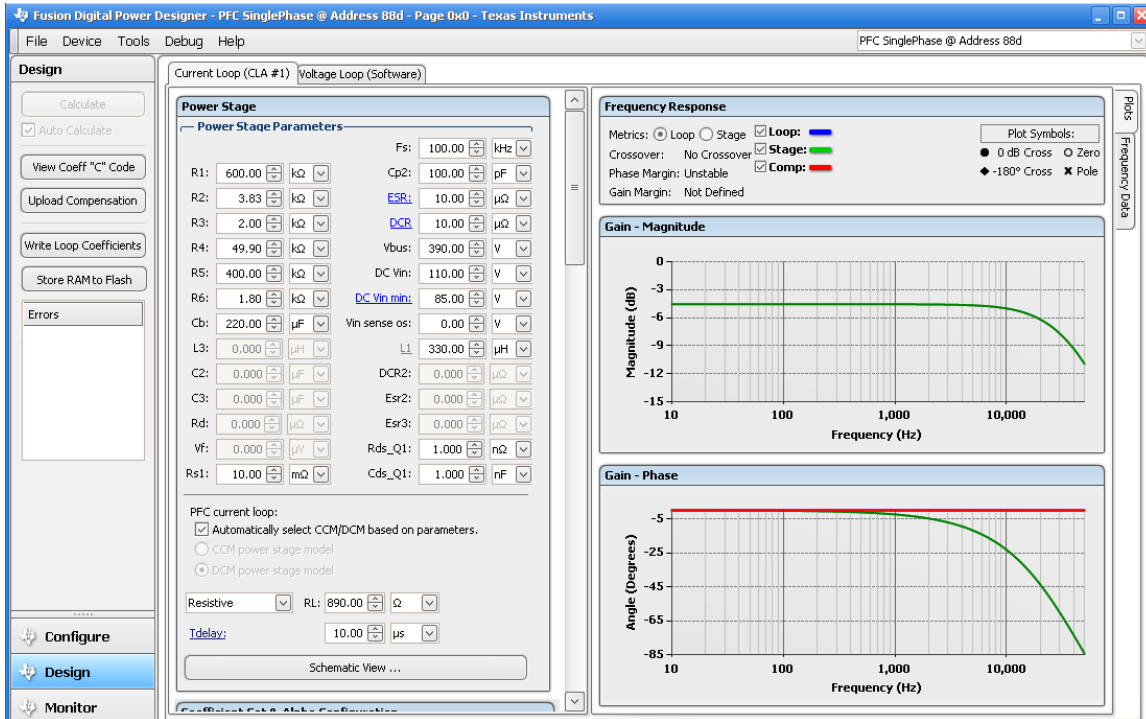 Fusion Digital Power Designer - PFC SinglePhase @ Address 88d - Page 0x0 - Texas Instruments
File Device Tools Debug Help
PFC SinglePhase @ Address 88d
Design
Calculate
Auto Calculate
View Coeff "C" Code
Upload Compensation
Write Loop Coefficients
Store RAM to Flash
Errors
Configure
Design
Monitor
Current Loop (CLA #1) Voltage Loop (Software)
Power Stage
Power Stage Parameters
Fs: 100.00 kHz
R1: 600.00 kΩ Cp2: 100.00 pF
R2: 3.83 kΩ ESR: 10.00 μΩ
R3: 2.00 kΩ DCR 10.00 μΩ
R4: 49.90 kΩ Vbus: 390.00 V
R5: 400.00 kΩ DC Vin: 110.00 V
R6: 1.80 kΩ DC Vin min: 85.00 V
Cb: 220.00 μF Vin sense os: 0.00 V
L3: 0.000 μH L1 330.00 μH
C2: 0.000 μF DCR2: 0.000 μΩ
C3: 0.000 μF Esr2: 0.000 μΩ
Rd: 0.000 μΩ Esr3: 0.000 μΩ
Vf: 0.000 μV Rds_Q1: 1.000 nΩ
Rs1: 10.00 mΩ Cds_Q1: 1.000 nF
PFC current loop:
Automatically select CCM/DCM based on parameters.
CCM power stage model
DCM power stage model
Resistive RL: 890.00 Ω
Tdelay: 10.00 μs
Schematic View ...
Coefficient Set & Alpha Configuration
Frequency Response
Metrics: Loop Stage Loop:
Crossover: No Crossover Stage:
Phase Margin: Unstable Comp:
Gain Margin: Not Defined
Plot Symbols:
0 dB Cross Zero
-180° Cross Pole
Plots
Frequency Data
Gain - Magnitude
Magnitude (dB)
0
-3
-6
-9
-12
-15
10 100 1,000 10,000
Frequency (Hz)
Gain - Phase
Angle (Degrees)
-5
-25
-45
-65
-85
10 100 1,000 10,000
Frequency (Hz)